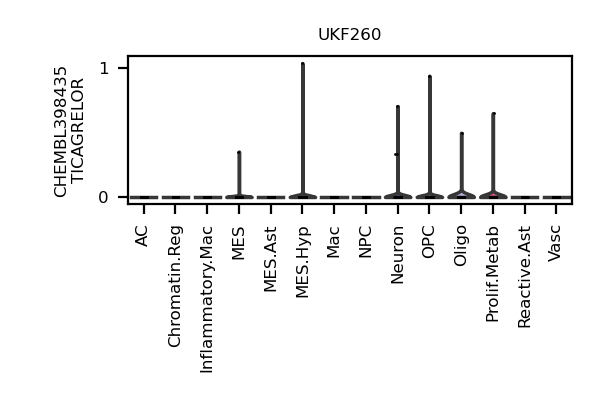 UKF260
CHEMBL398435
TICAGRELOR
1
0
AC
Chromatin.Reg
Inflammatory.Mac
MES
MES.Ast
MES.Hyp
Mac
NPC
Neuron
OPC
Oligo
Prolif.Metab
Reactive.Ast
Vasc